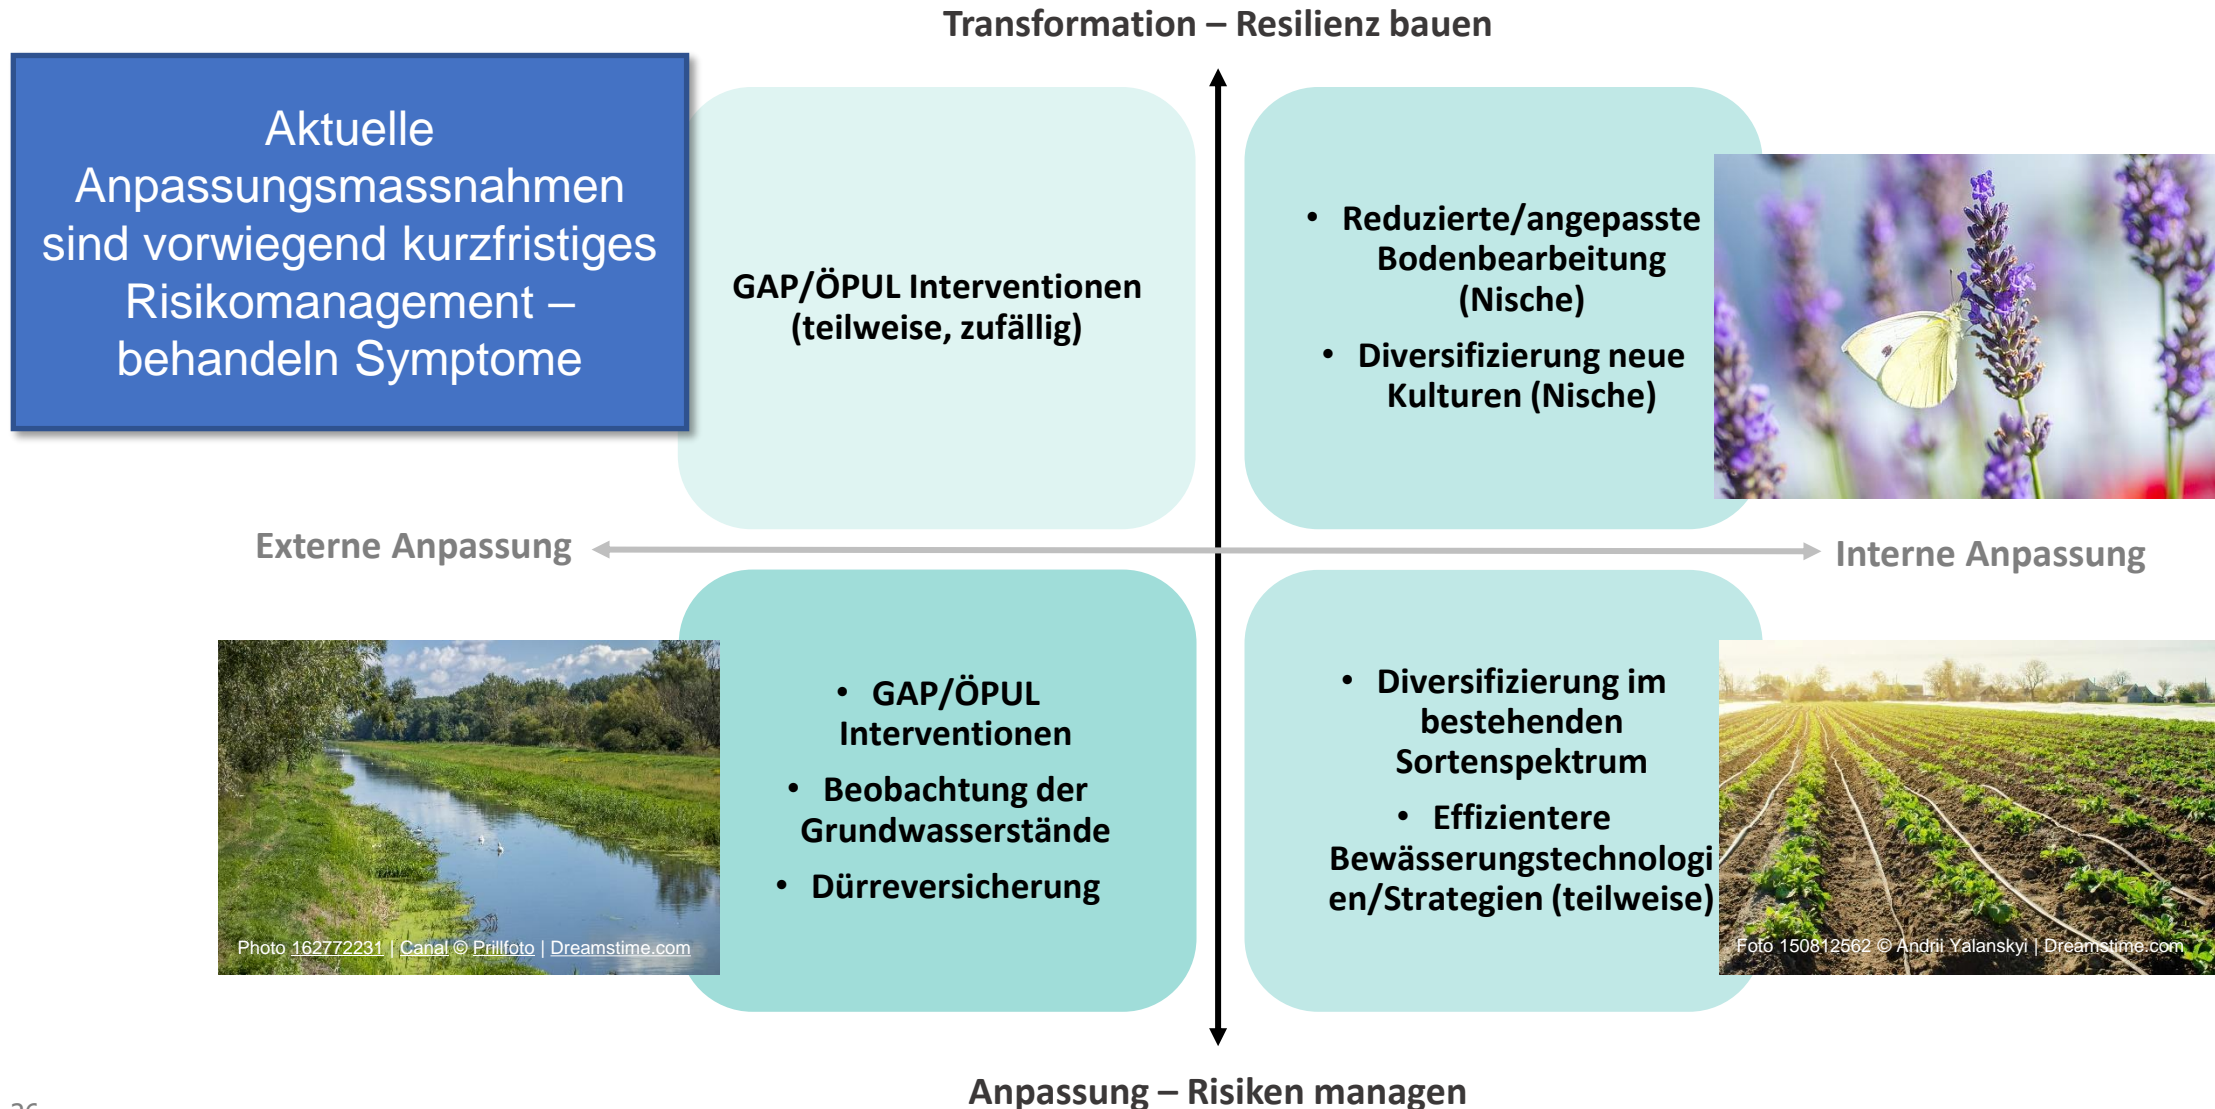 Transformation – Resilienz bauen
Aktuelle
Anpassungsmassnahmen
sind vorwiegend kurzfristiges
Risikomanagement –
behandeln Symptome
GAP/ÖPUL Interventionen
(teilweise, zufällig)
• Reduzierte/angepasste
Bodenbearbeitung
(Nische)
• Diversifizierung neue
Kulturen (Nische)
Externe Anpassung
Interne Anpassung
• GAP/ÖPUL
Interventionen
• Beobachtung der
Grundwasserstände
• Dürreversicherung
• Diversifizierung im
bestehenden
Sortenspektrum
• Effizientere
Bewässerungstechnologi
en/Strategien (teilweise)
Photo 162772231 | Canal © Prillfoto | Dreamstime.com
Foto 150812562 © Andrii Yalanskyi | Dreamstime.com
Anpassung – Risiken managen